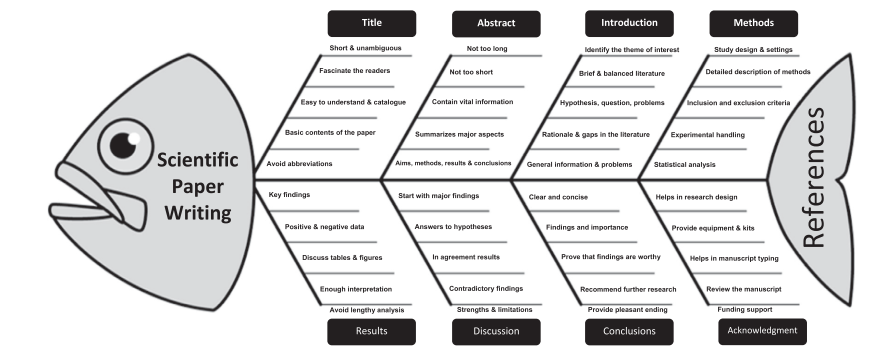 Title
Short & unambiguous
Fascinate the readers
Easy to understand & catalogue
Basic contents of the paper
Avoid abbreviations
Abstract
Not too long
Not too short
Contain vital information
Summarizes major aspects
Aims, methods, results & conclusions
Introduction
Identify the theme of interest
Brief & balanced literature
Hypothesis, question, problems
Rationale & gaps in the literature
General information & problems
Methods
Study design & settings
Detailed description of methods
Inclusion and exclusion criteria
Experimental handling
Statistical analysis
Scientific
Paper
Writing
References
Key findings
Positive & negative data
Discuss tables & figures
Enough interpretation
Avoid lengthy analysis
Results
Start with major findings
Answers to hypotheses
In agreement results
Contradictory findings
Strengths & limitations
Discussion
Clear and concise
Findings and importance
Prove that findings are worthy
Recommend further research
Provide pleasant ending
Conclusions
Helps in research design
Provide equipment & kits
Helps in manuscript typing
Review the manuscript
Funding support
Acknowledgment